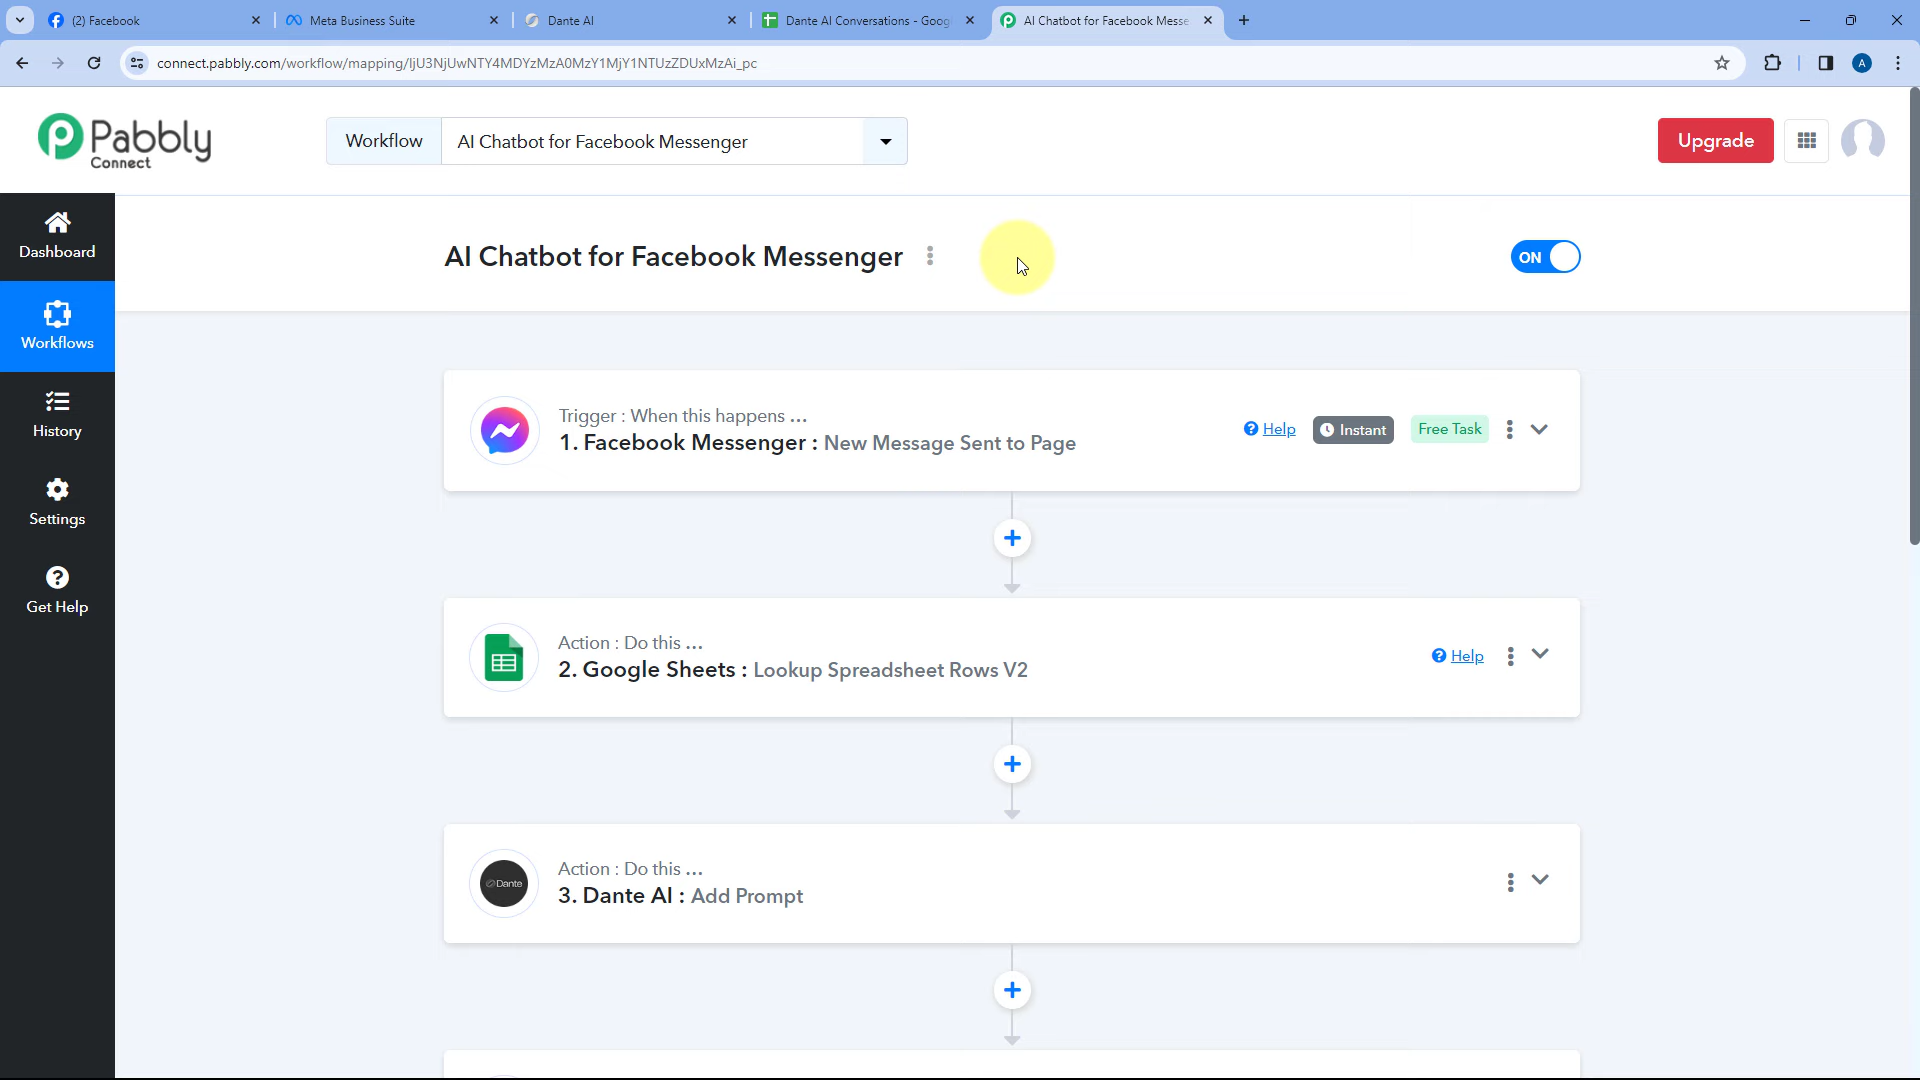 (2) Facebook
Meta Business Suite
Dante AI
Dante AI Conversations - Goog
AI Chatbot for Facebook Messe
connect.pabbly.com/workflow/mapping/IjU3NjUwNTY4MDYzMzA0MzY1MjY1NTUzZDUxMzAi_pc
A
Pabbly
Connect
Workflow
AI Chatbot for Facebook Messenger
Upgrade
Dashboard
Workflows
History
Settings
Get Help
AI Chatbot for Facebook Messenger
ON
Trigger : When this happens ...
1. Facebook Messenger : New Message Sent to Page
Help
Instant
Free Task
Action : Do this ...
2. Google Sheets : Lookup Spreadsheet Rows V2
Help
Dante
Action : Do this ...
3. Dante AI : Add Prompt